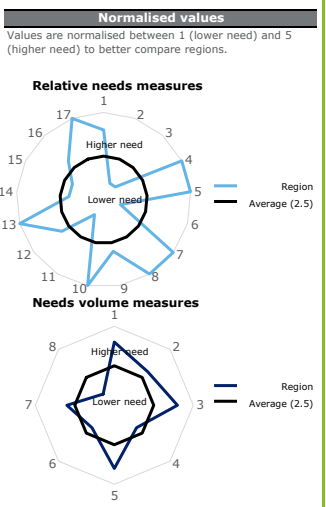 Normalised values
Values are normalised between 1 (lower need) and 5
(higher need) to better compare regions.
Relative needs measures
1
17
2
16
3
Higher need
15
4
14
Lower need
5
Region
Average (2.5)
13
6
12
7
11
8
10
9
Needs volume measures
1
8
Higher need
2
Region
7
Lower need
3
Average (2.5)
6
4
5